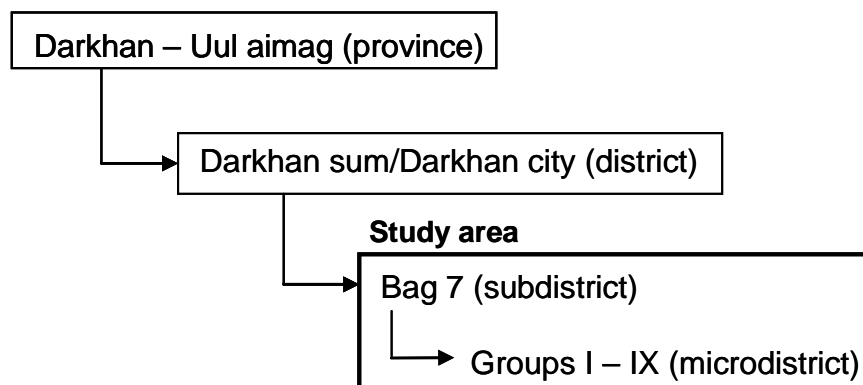 Darkhan – Uul aimag (province)
Darkhan sum/Darkhan city (district)
Study area
Bag 7 (subdistrict)
Groups I – IX (microdistrict)